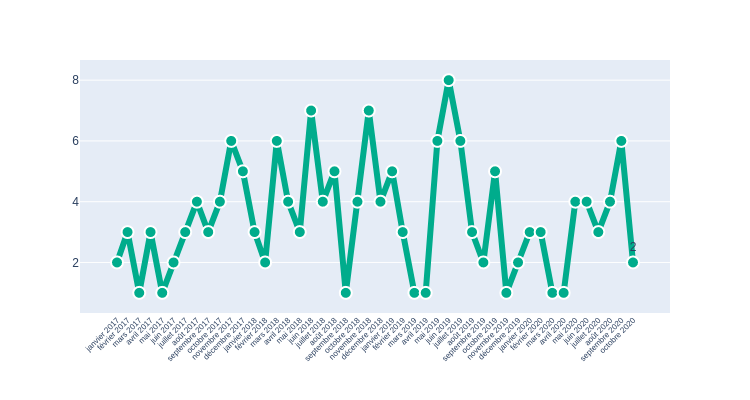 8
6
4
2
2
janvier 2017
février 2017
mars 2017
avril 2017
mai 2017
juin 2017
juillet 2017
août 2017
septembre 2017
octobre 2017
novembre 2017
décembre 2017
janvier 2018
février 2018
mars 2018
avril 2018
mai 2018
juin 2018
juillet 2018
août 2018
septembre 2018
octobre 2018
novembre 2018
décembre 2018
janvier 2019
février 2019
mars 2019
avril 2019
mai 2019
juin 2019
juillet 2019
août 2019
septembre 2019
octobre 2019
novembre 2019
décembre 2019
janvier 2020
février 2020
mars 2020
avril 2020
mai 2020
juin 2020
juillet 2020
août 2020
septembre 2020
octobre 2020